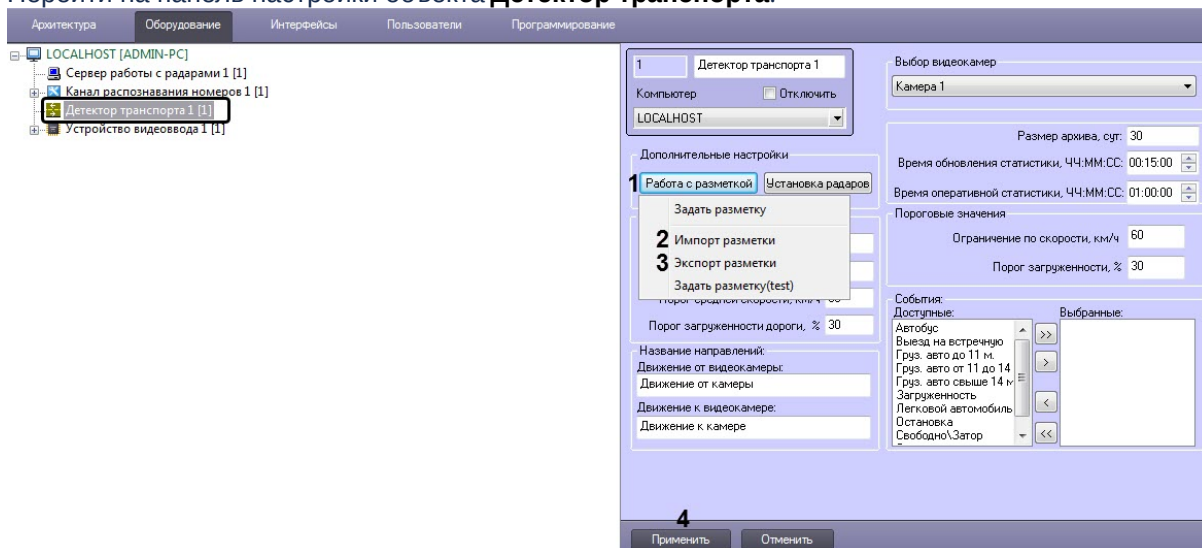 Перейти на панель настройки объекта Детектор транспорта.
Архитектура Оборудование Интерфейсы Пользователи Программирование
LOCALHOST [ADMIN-PC]
Сервер работы с радарами 1 [1]
Канал распознавания номеров 1 [1]
Детектор транспорта 1 [1]
Устройство видеоввода 1 [1]
1 Детектор транспорта 1
Компьютер Отключить
LOCALHOST
Дополнительные настройки
1 Работа с разметкой Установка радаров
Задать разметку
2 Импорт разметки
3 Экспорт разметки
Задать разметку(test)
Порог загруженности дороги, % 30
Название направлений:
Движение от видеокамеры:
Движение от камеры
Движение к видеокамере:
Движение к камере
Выбор видеокамер
Камера 1
Размер архива, сут: 30
Время обновления статистики, ЧЧ:ММ:СС: 00:15:00
Время оперативной статистики, ЧЧ:ММ:СС: 01:00:00
Пороговые значения
Ограничение по скорости, км/ч 60
Порог загруженности, % 30
События:
Доступные: Выбранные:
Автобус
Выезд на встречную
Груз. авто до 11 м.
Груз. авто от 11 до 14
Груз. авто свыше 14 м
Загруженность
Легковой автомобиль
Остановка
Свободно\Затор
>>
>
<
<<
4
Применить Отменить